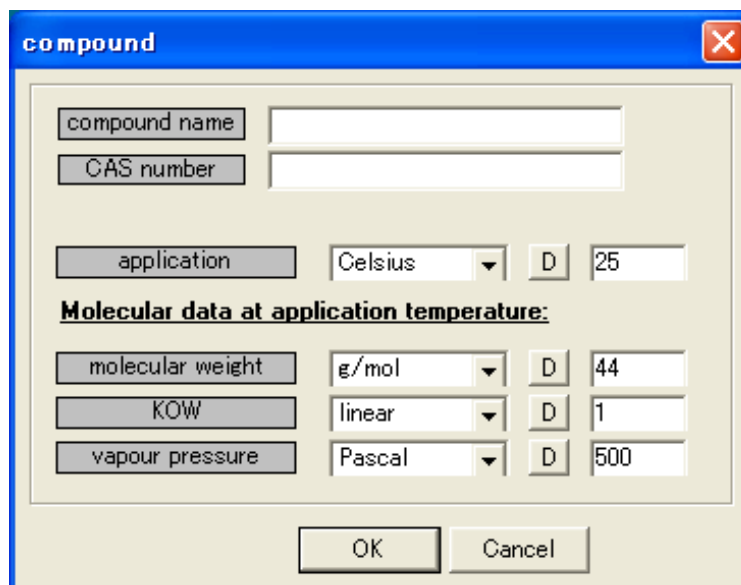 compound
compound name
CAS number
application Celsius D 25
Molecular data at application temperature:
molecular weight g/mol D 44
KOW linear D 1
vapour pressure Pascal D 500
OK Cancel